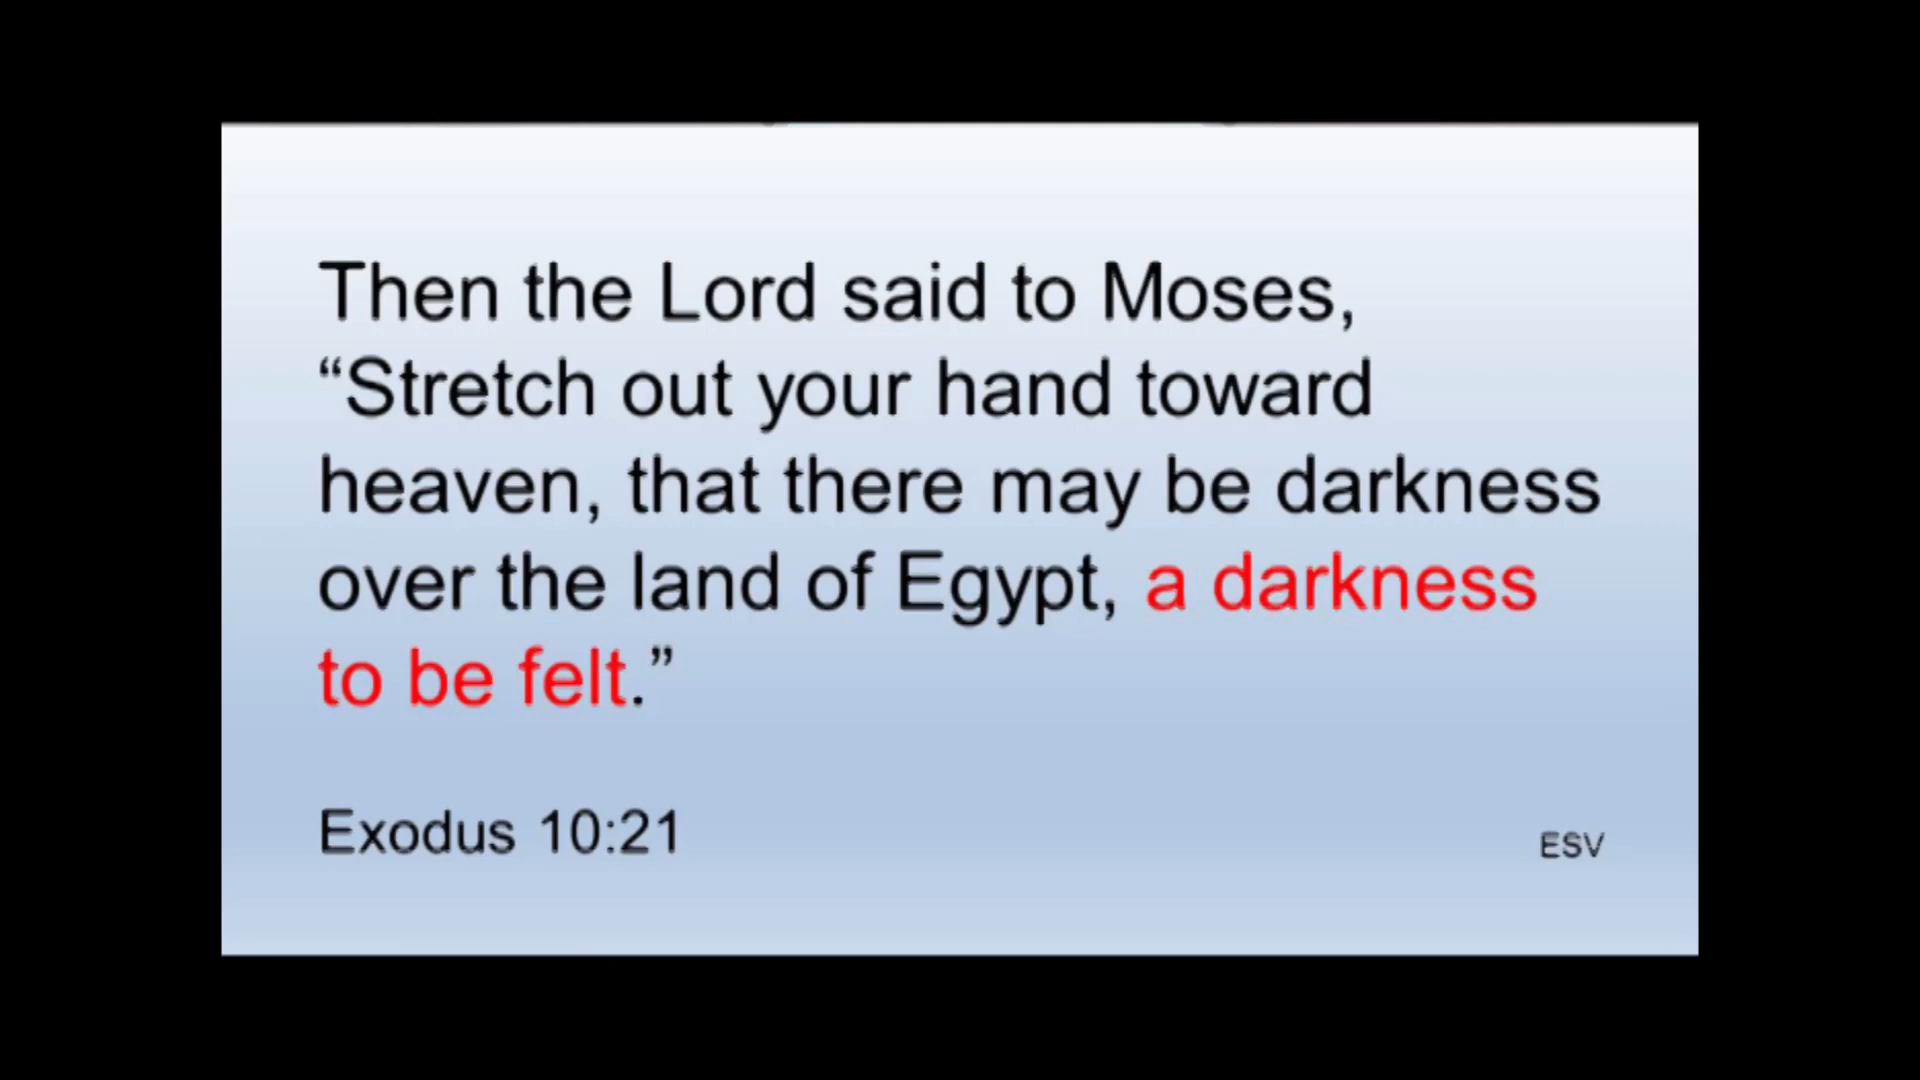 Then the Lord said to Moses,
“Stretch out your hand toward
heaven, that there may be darkness
over the land of Egypt, a darkness
to be felt.”
Exodus 10:21
ESV